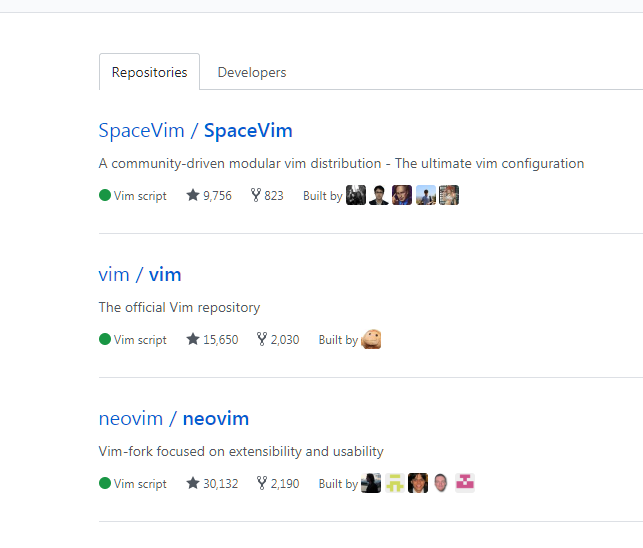 Repositories Developers
SpaceVim / SpaceVim
A community-driven modular vim distribution - The ultimate vim configuration
Vim script 9,756 823 Built by
vim / vim
The official Vim repository
Vim script 15,650 2,030 Built by
neovim / neovim
Vim-fork focused on extensibility and usability
Vim script 30,132 2,190 Built by